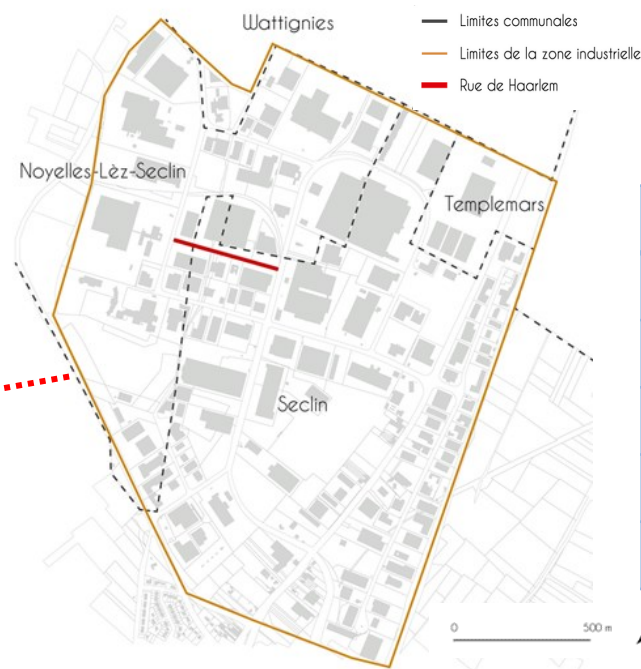 Wattignies
Limites communales
Limites de la zone industrielle
Rue de Haarlem
Noyelles-Lèz-Seclin
Templemars
Seclin
0 500 m